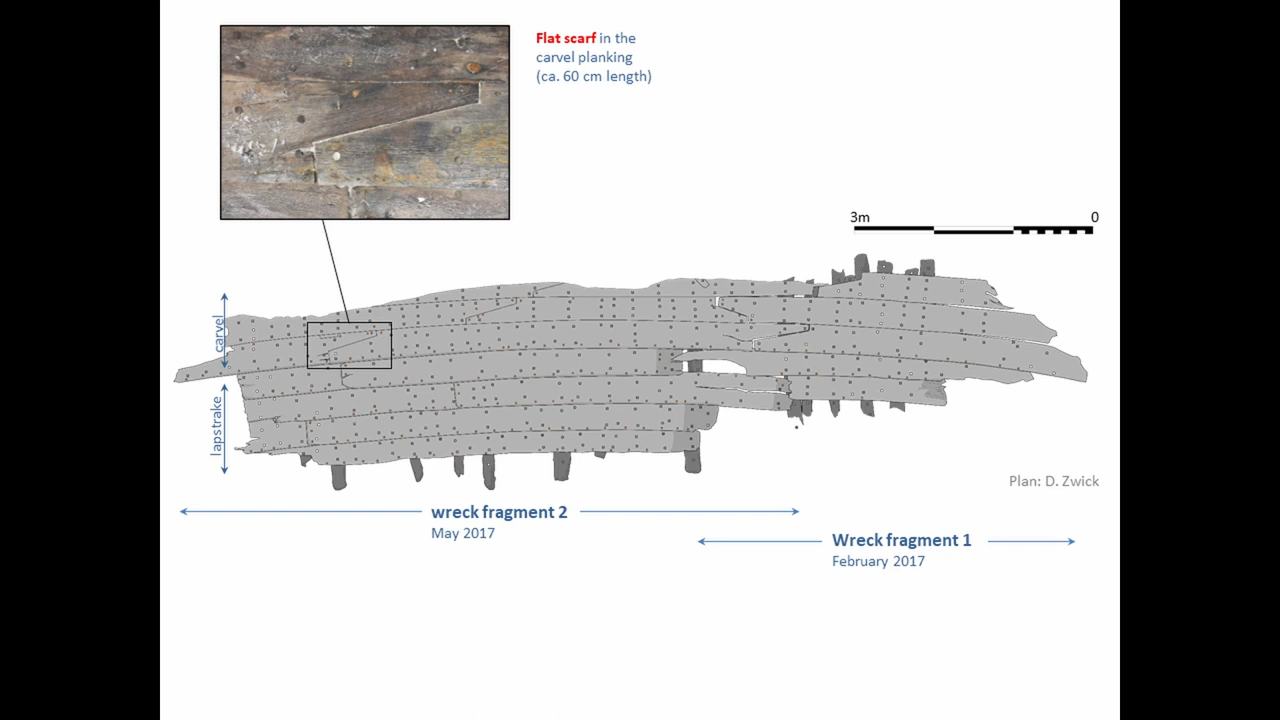 Flat scarf in the
carvel planking
(ca. 60 cm length)
3m
0
carvel
lapstrake
Plan: D. Zwick
wreck fragment 2
May 2017
Wreck fragment 1
February 2017